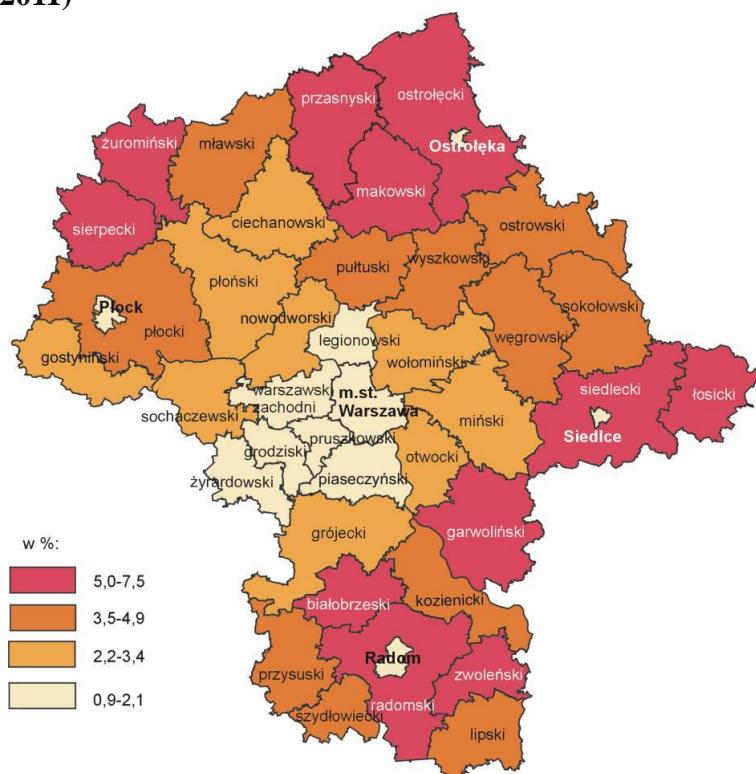 2011)
przasnyski
ostrołęcki
żuromiński
mławski
Ostrołęka
makowski
sierpecki
ciechanowski
ostrowski
płoński
pułtuski
wyszkowski
sokołowski
Płock
nowodworski
płocki
węgrowski
legionowski
gostyniński
wołomiński
siedlecki
łosicki
warszawski
zachodni
m.st.
Warszawa
sochaczewski
miński
Siedlce
pruszkowski
grodziski
otwocki
żyrardowski
piaseczyński
grójecki
garwoliński
w %:
5,0-7,5
białobrzeski
kozienicki
3,5-4,9
2,2-3,4
Radom
przysuski
zwoleński
0,9-2,1
radomski
szydłowiecki
lipski